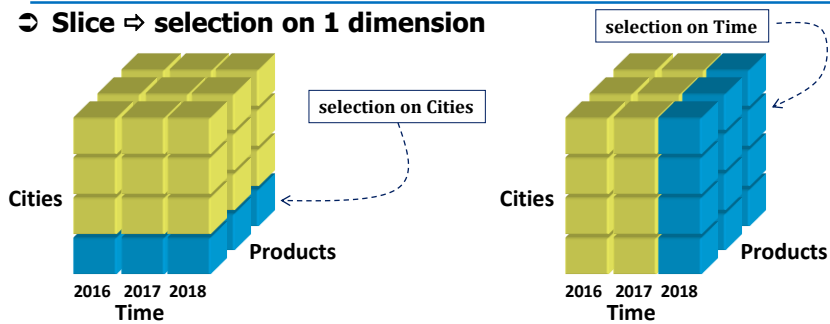 ➲ Slice ⇨ selection on 1 dimension
selection on Time
selection on Cities
Cities
Products
2016 2017 2018
Time
Cities
Products
2016 2017 2018
Time